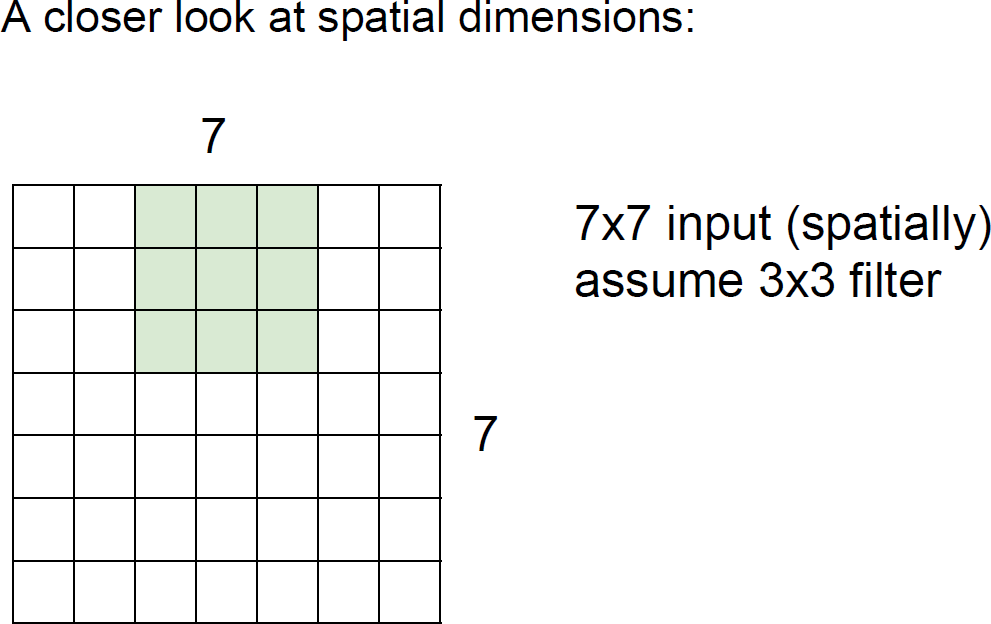 A closer look at spatial dimensions:
7
7x7 input (spatially)
assume 3x3 filter
7